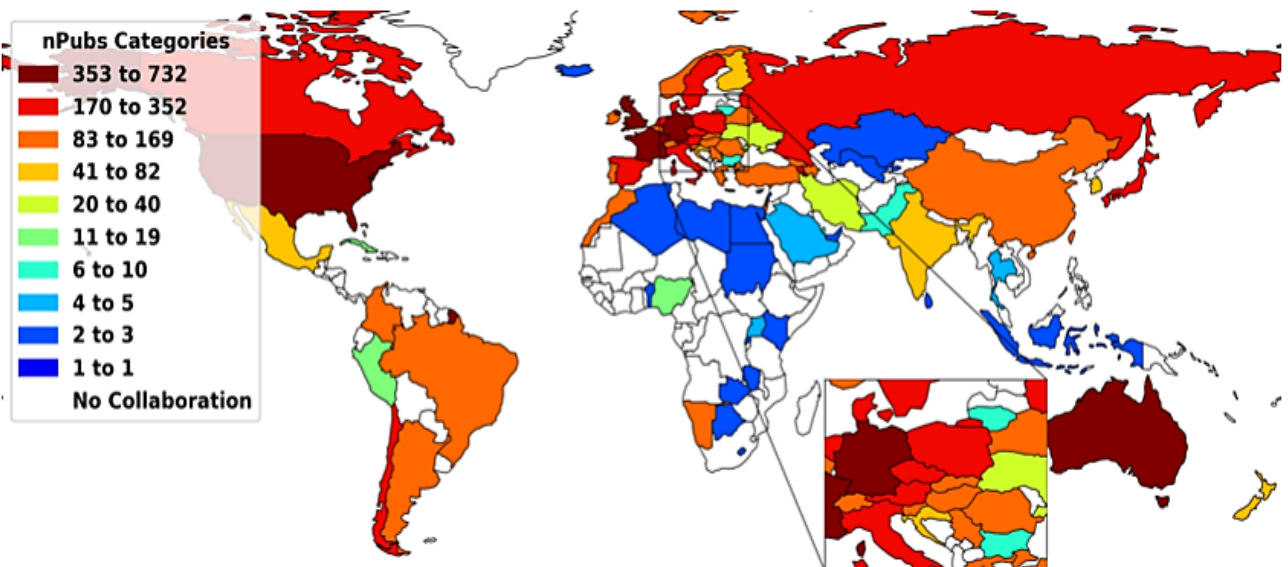 nPubs Categories
353 to 732
170 to 352
83 to 169
41 to 82
20 to 40
11 to 19
6 to 10
4 to 5
2 to 3
1 to 1
No Collaboration